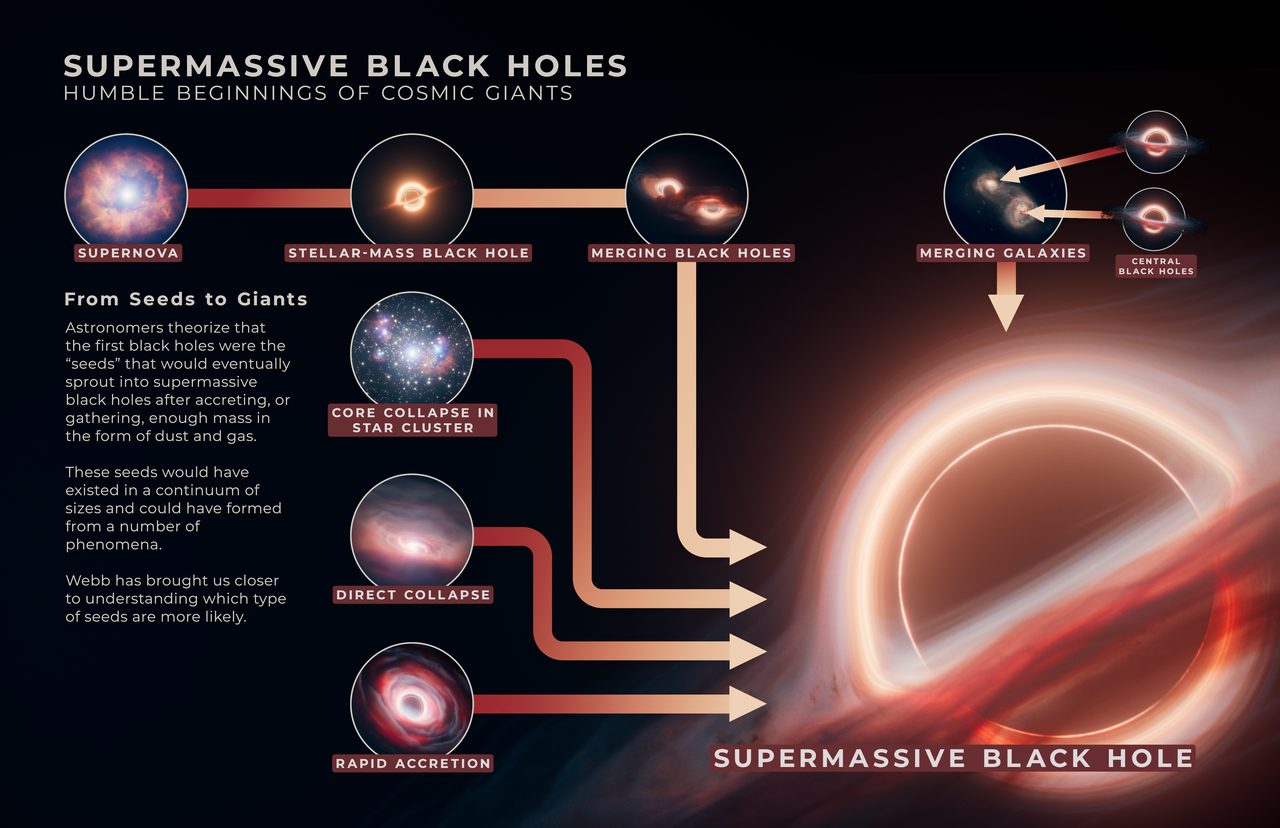 SUPERMASSIVE BLACK HOLES
HUMBLE BEGINNINGS OF COSMIC GIANTS
SUPERNOVA
STELLAR-MASS BLACK HOLE
MERGING BLACK HOLES
MERGING GALAXIES
CENTRAL
BLACK HOLES
From Seeds to Giants
Astronomers theorize that
the first black holes were the
“seeds” that would eventually
sprout into supermassive
black holes after accreting, or
gathering, enough mass in
the form of dust and gas.
These seeds would have
existed in a continuum of
sizes and could have formed
from a number of
phenomena.
Webb has brought us closer
to understanding which type
of seeds are more likely.
CORE COLLAPSE IN
STAR CLUSTER
DIRECT COLLAPSE
RAPID ACCRETION
SUPERMASSIVE BLACK HOLE